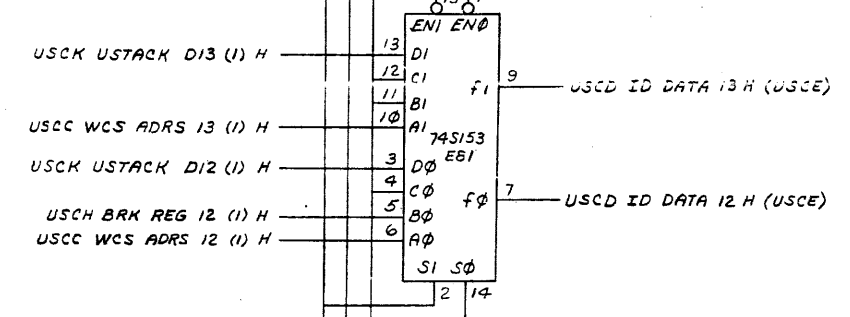 EN1 ENØ
USCK USTACK D13 (1) H 13 D1
12 C1
f1 9 USCD ID DATA 13 H (USCE)
11 B1
USCC WCS ADRS 13 (1) H 10 A1
74S153
E81
USCK USTACK D12 (1) H 3 DØ
4 CØ
fØ 7 USCD ID DATA 12 H (USCE)
USCH BRK REG 12 (1) H 5 BØ
USCC WCS ADRS 12 (1) H 6 AØ
S1 SØ
2 14